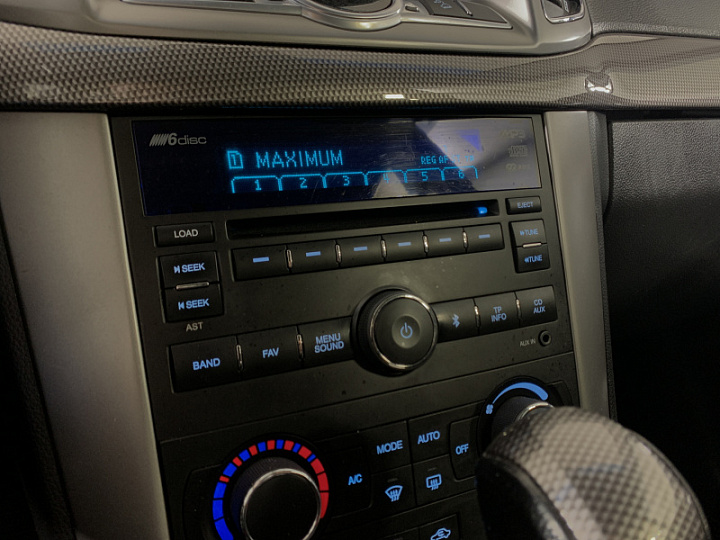 6disc
MAXIMUM
REG AF
1 2 3 4 5 6
EJECT
LOAD
TUNE
SEEK
TUNE
SEEK
AST
CD
AUX
TP
INFO
MENU
SOUND
FAV
BAND
AUX IN
MODE AUTO
OFF
A/C